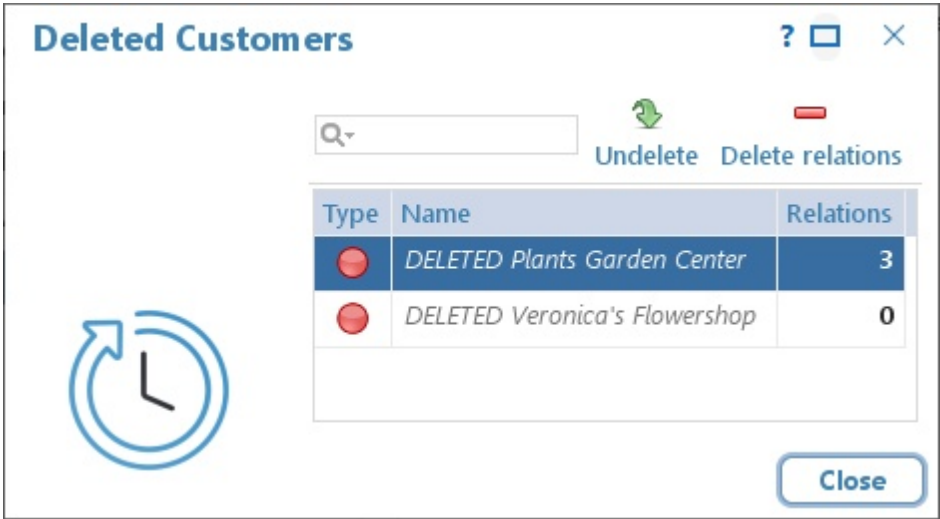 Deleted Customers ?
Undelete Delete relations
Type Name Relations
DELETED Plants Garden Center 3
DELETED Veronica's Flowershop 0
Close